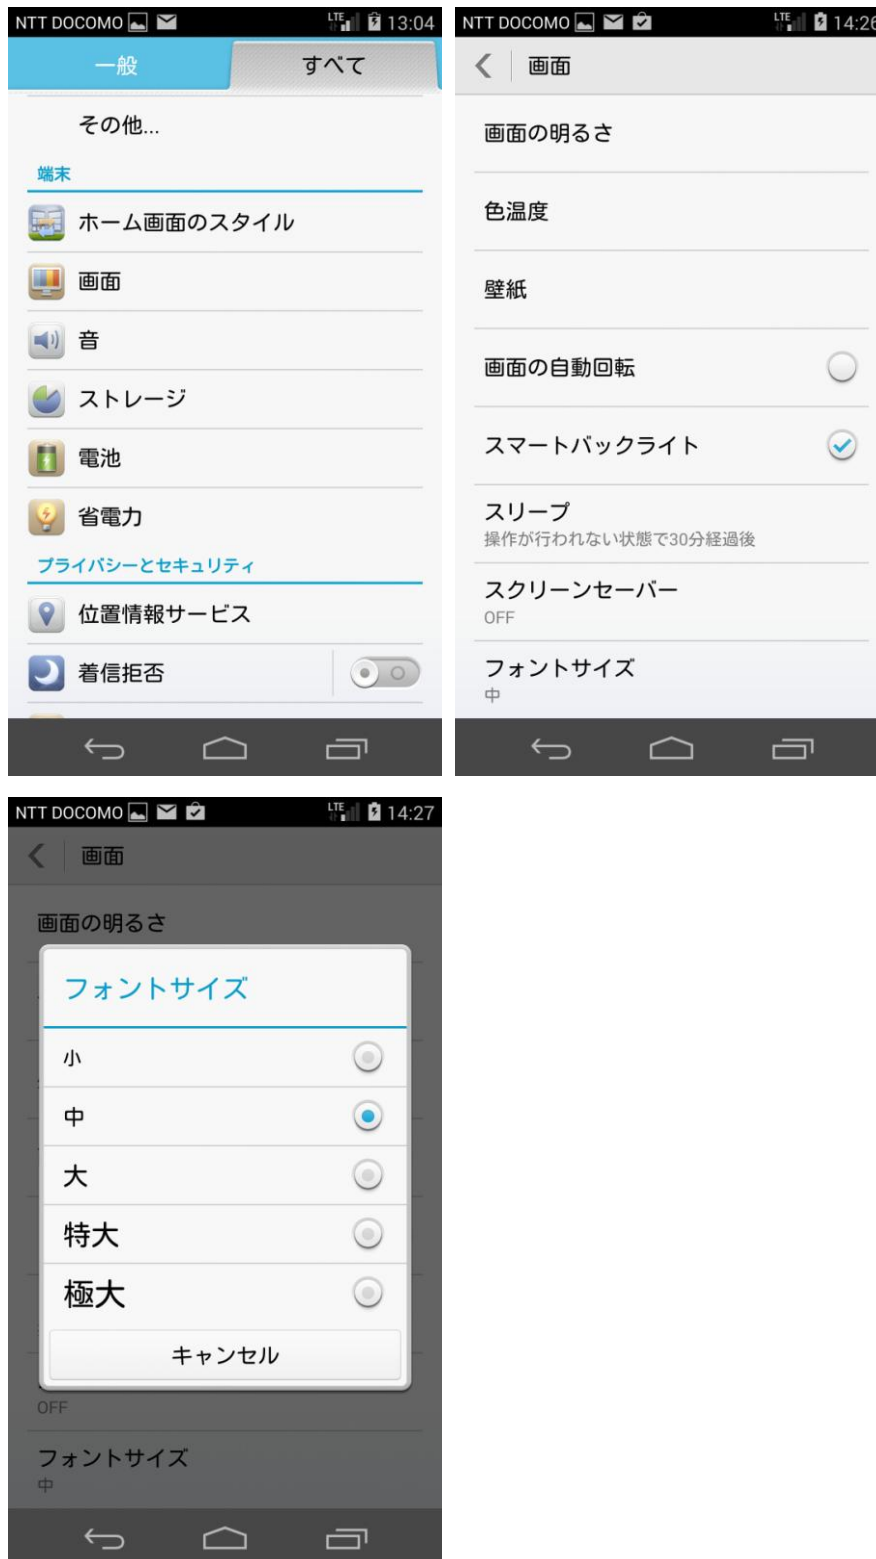 NTT DOCOMO LTE 13:04
一般 すべて
その他...
端末
ホーム画面のスタイル
画面
音
ストレージ
電池
省電力
プライバシーとセキュリティ
位置情報サービス
着信拒否
NTT DOCOMO LTE 14:26
画面
画面の明るさ
色温度
壁紙
画面の自動回転
スマートバックライト
スリープ
操作が行われない状態で30分経過後
スクリーンセーバー
OFF
フォントサイズ
中
NTT DOCOMO LTE 14:27
画面
画面の明るさ
フォントサイズ
小
中
大
特大
極大
キャンセル
OFF
フォントサイズ
中